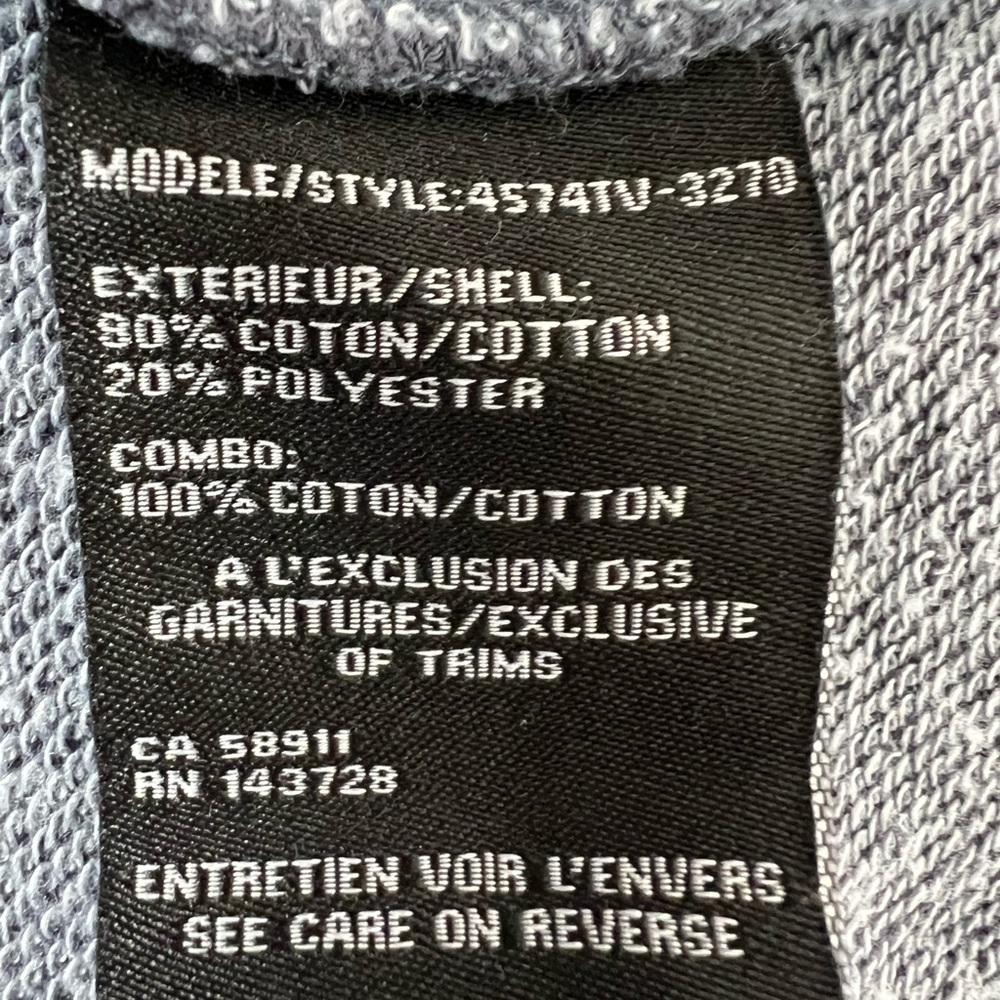 MODELE/STYLE:4574TV-3270
EXTERIEUR/SHELL:
80% COTON/COTTON
20% POLYESTER
COMBO:
100% COTON/COTTON
A L'EXCLUSION DES
GARNITURES/EXCLUSIVE
OF TRIMS
CA 58911
RN 143728
ENTRETIEN VOIR L'ENVERS
SEE CARE ON REVERSE